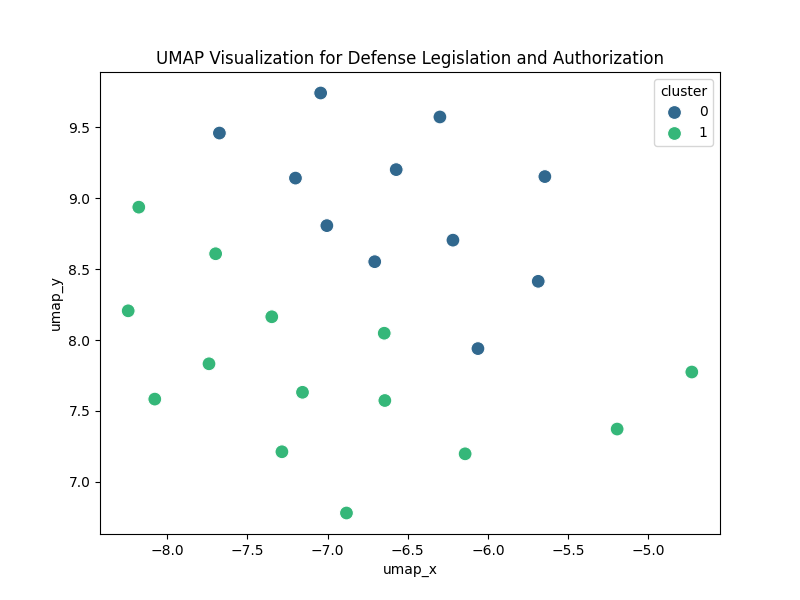 UMAP Visualization for Defense Legislation and Authorization
cluster
0
1
umap_y
9.5
9.0
8.5
8.0
7.5
7.0
−8.0 −7.5 −7.0 −6.5 −6.0 −5.5 −5.0
umap_x